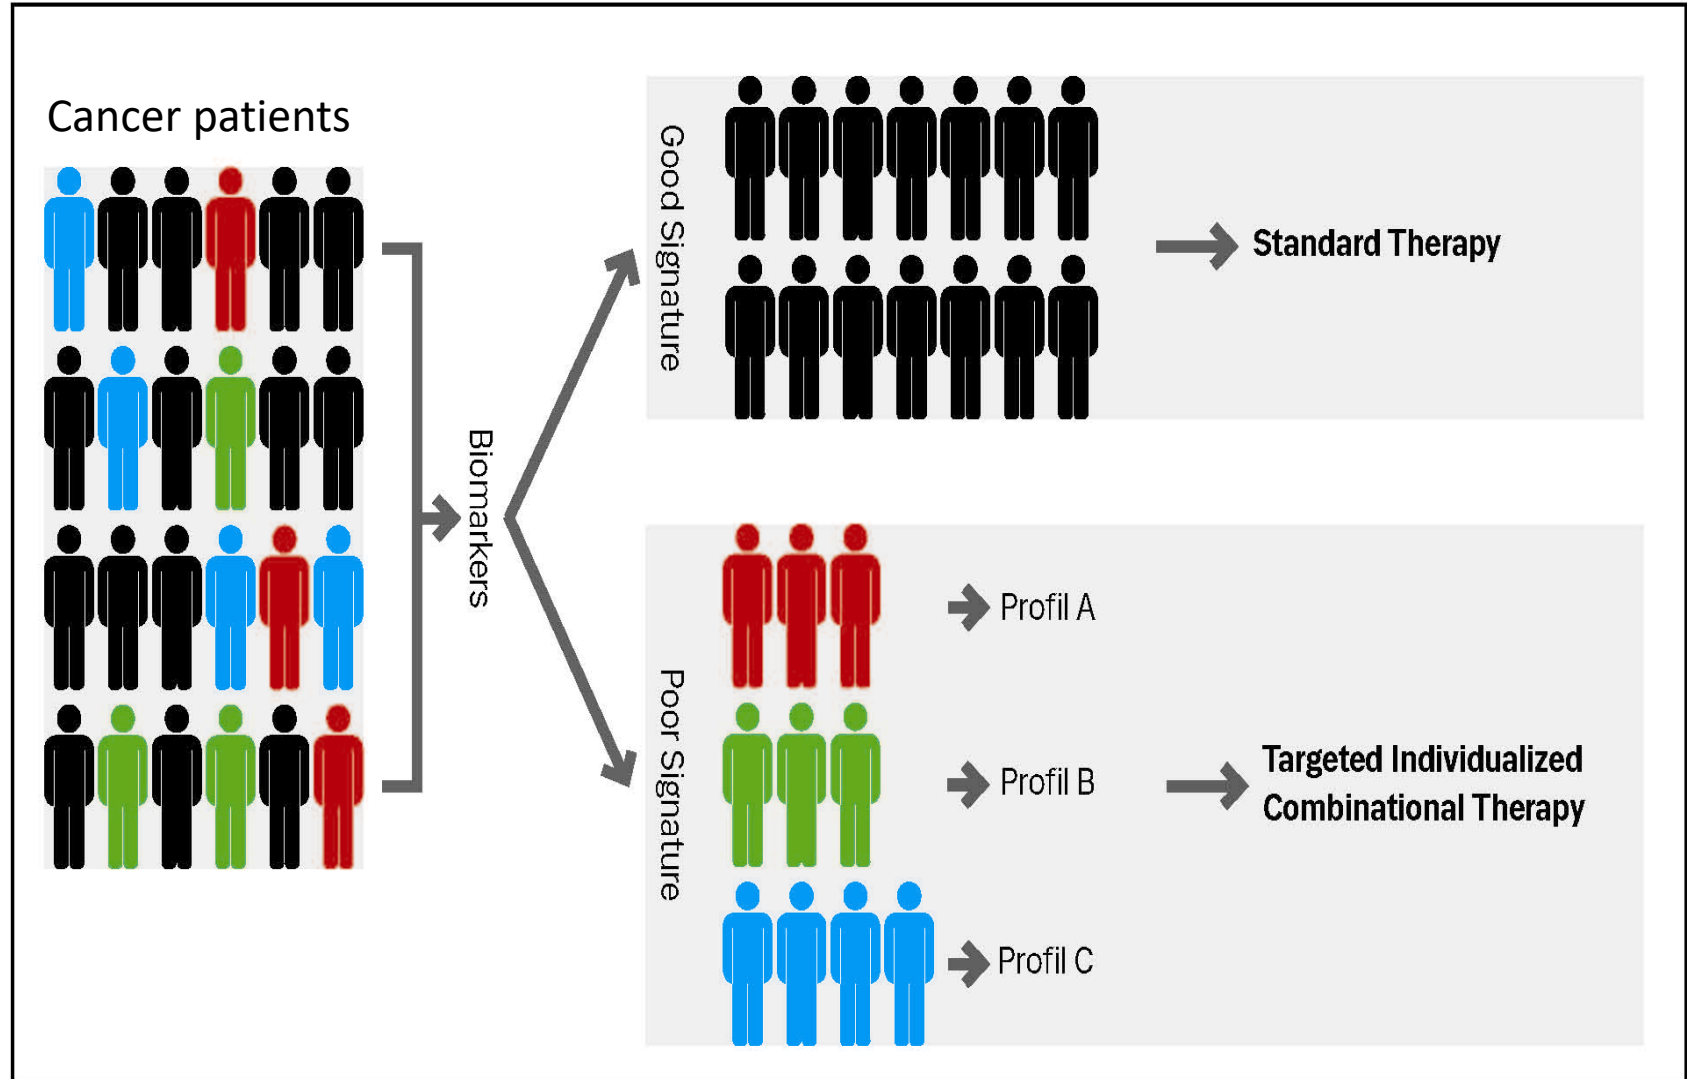 Cancer patients
Biomarkers
Good Signature
Standard Therapy
Poor Signature
Profil A
Profil B
Profil C
Targeted Individualized
Combinational Therapy